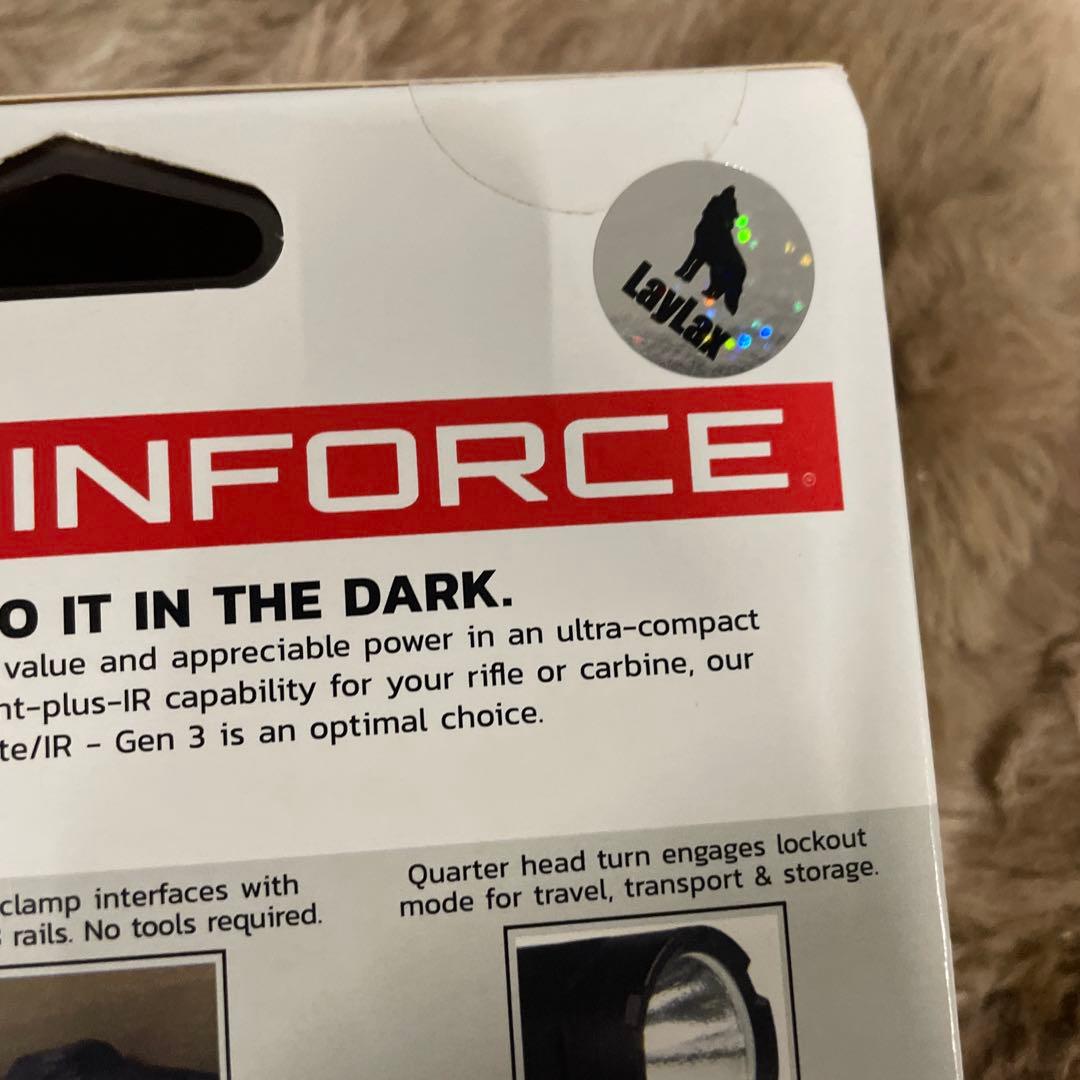 LayLax
INFORCE
IT IN THE DARK.
value and appreciable power in an ultra-compact
-plus-IR capability for your rifle or carbine, our
/IR - Gen 3 is an optimal choice.
clamp interfaces with
rails. No tools required.
Quarter head turn engages lockout
mode for travel, transport & storage.